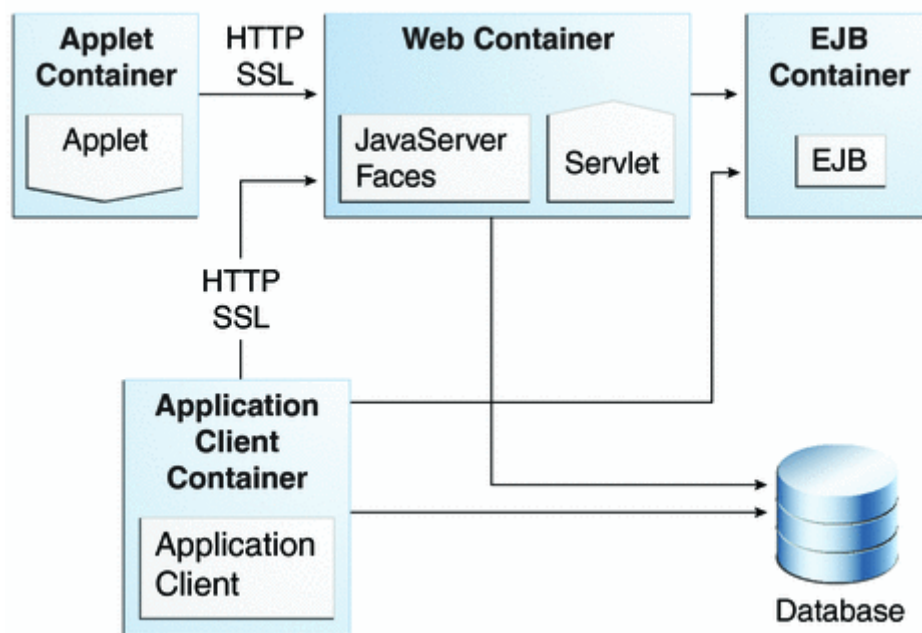 Applet
Container
Applet
HTTP
SSL
Web Container
JavaServer
Faces
Servlet
EJB
Container
EJB
HTTP
SSL
Application
Client
Container
Application
Client
Database